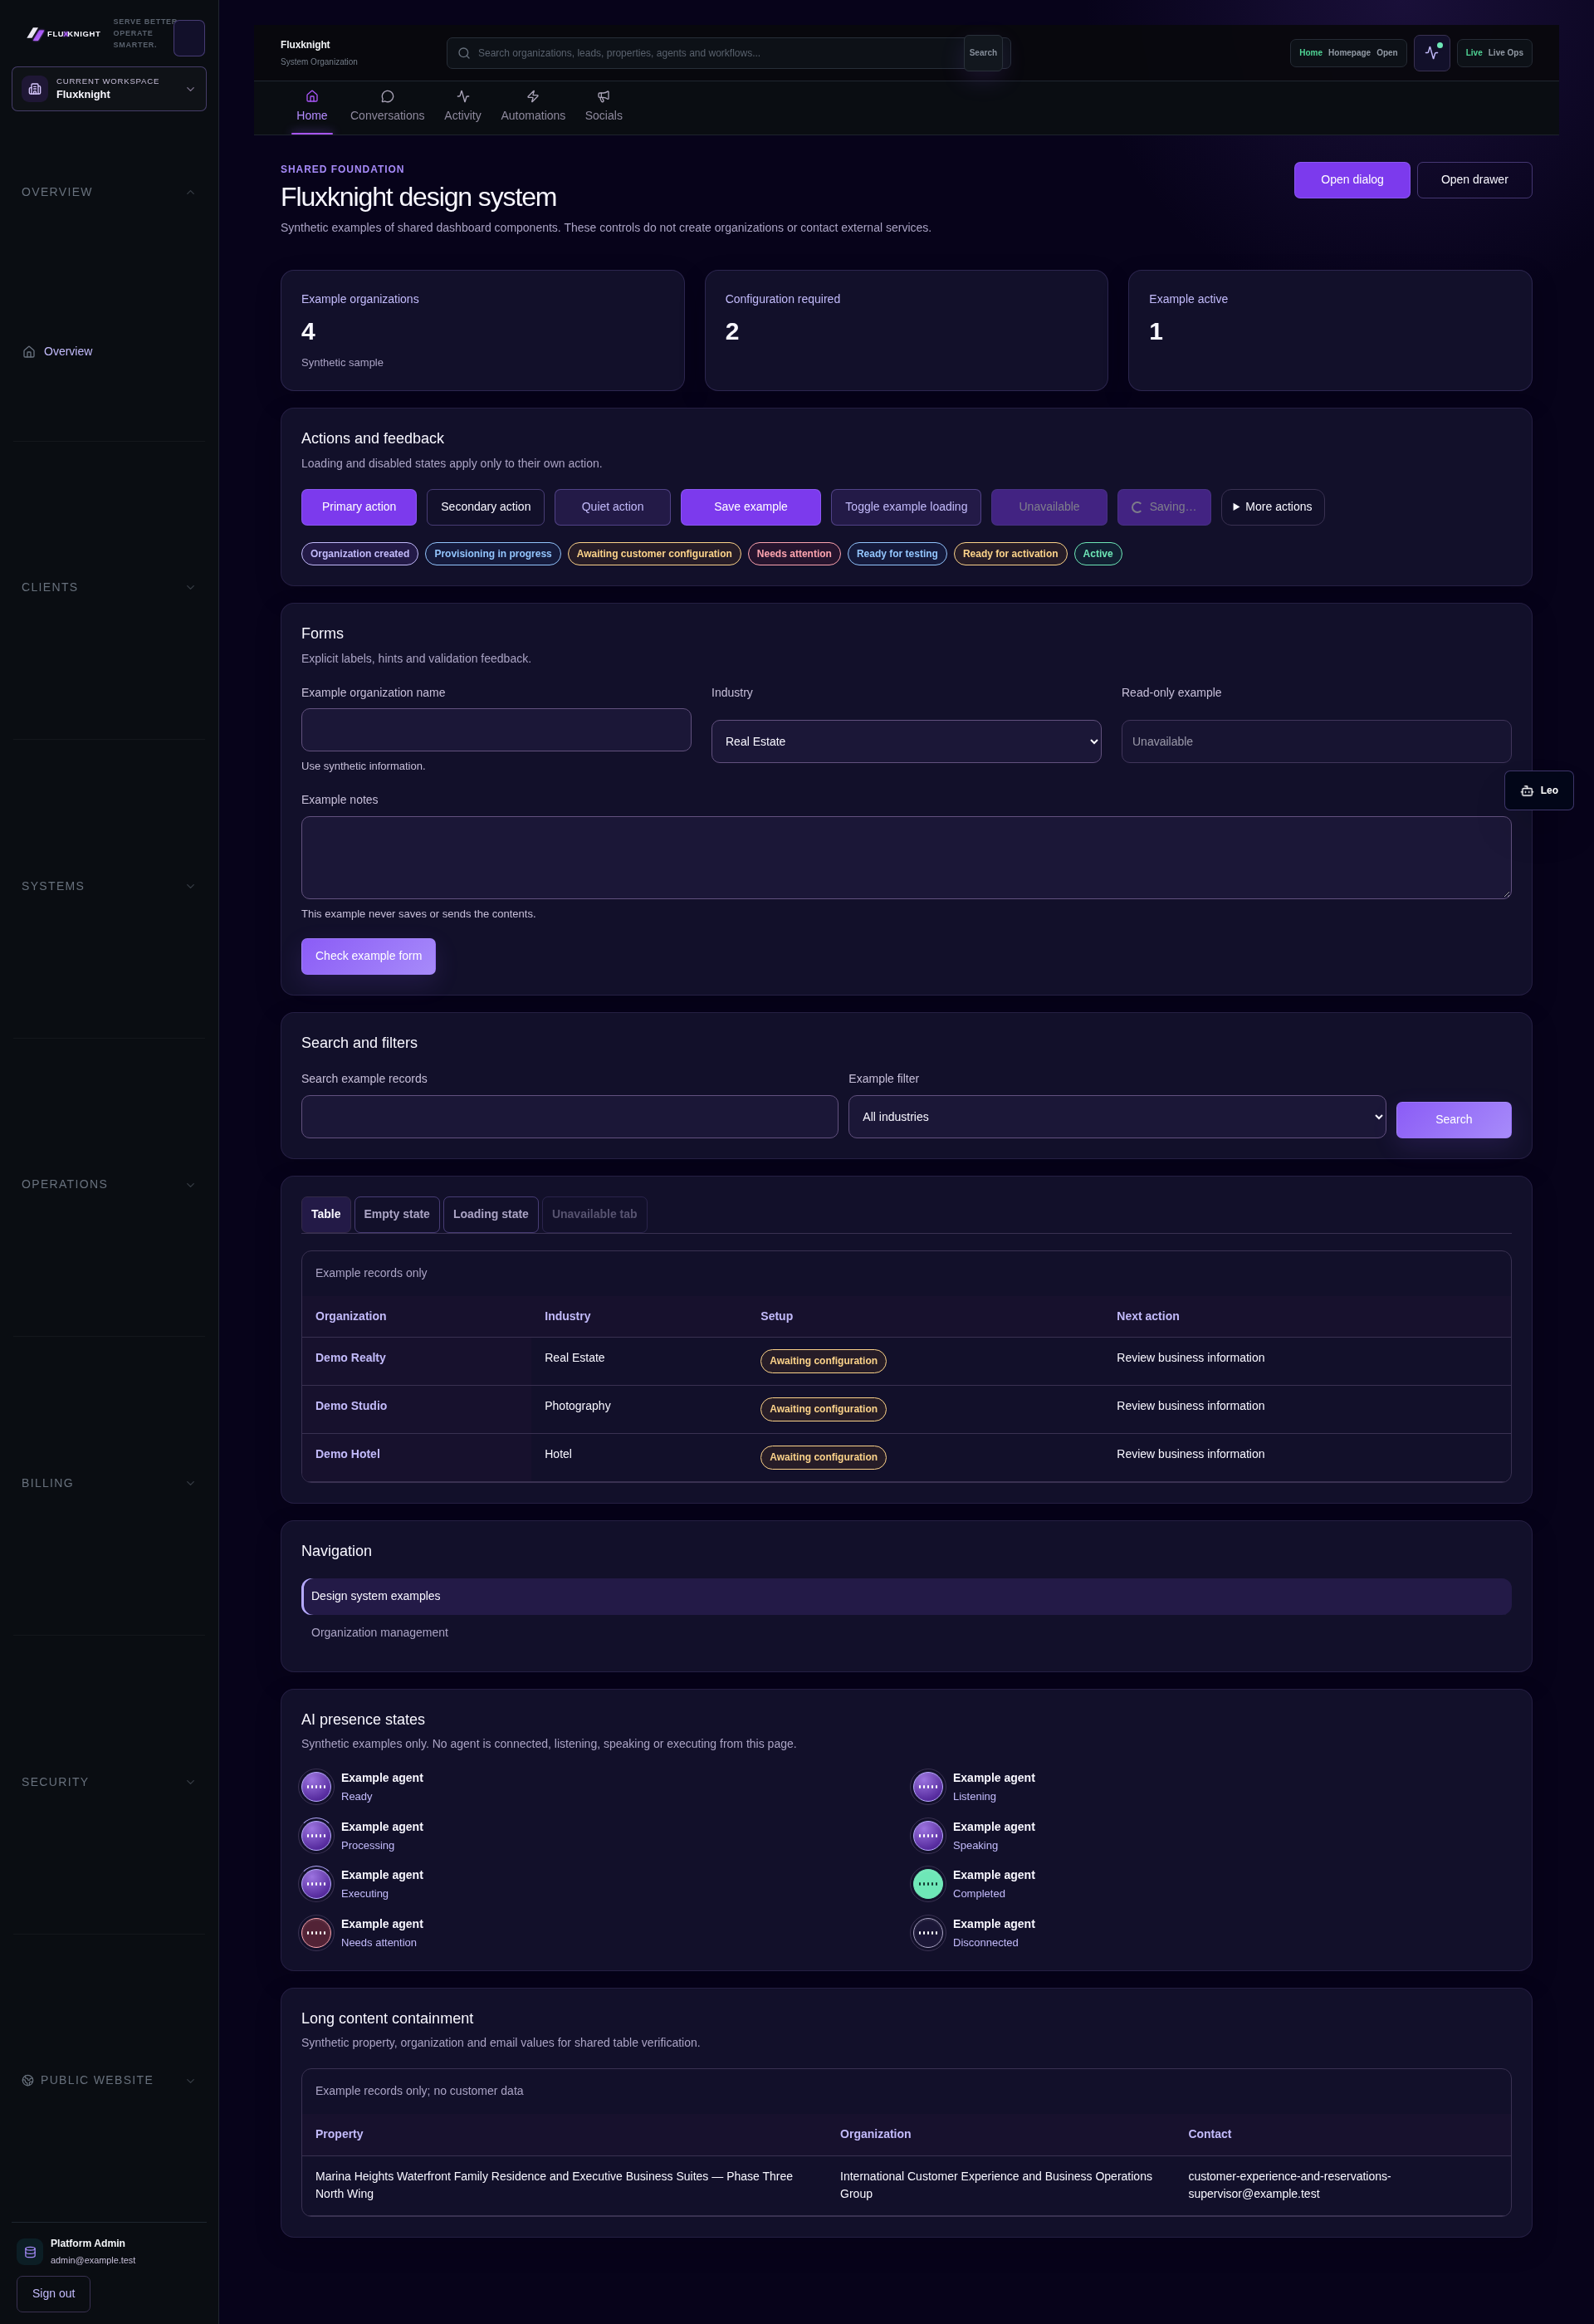 FLUXKNIGHT
SERVE BETTER.
OPERATE
SMARTER.
CURRENT WORKSPACE
Fluxknight
OVERVIEW
Overview
CLIENTS
SYSTEMS
OPERATIONS
BILLING
SECURITY
PUBLIC WEBSITE
Platform Admin
admin@example.test
Sign out
Fluxknight
System Organization
Search organizations, leads, properties, agents and workflows...
Search
Home Homepage Open
Live Live Ops
Home
Conversations
Activity
Automations
Socials
SHARED FOUNDATION
Fluxknight design system
Synthetic examples of shared dashboard components. These controls do not create organizations or contact external services.
Open dialog
Open drawer
Example organizations
4
Synthetic sample
Configuration required
2
Example active
1
Actions and feedback
Loading and disabled states apply only to their own action.
Primary action
Secondary action
Quiet action
Save example
Toggle example loading
Unavailable
Saving…
More actions
Organization created
Provisioning in progress
Awaiting customer configuration
Needs attention
Ready for testing
Ready for activation
Active
Forms
Explicit labels, hints and validation feedback.
Example organization name
Use synthetic information.
Industry
Real Estate
Read-only example
Unavailable
Leo
Example notes
This example never saves or sends the contents.
Check example form
Search and filters
Search example records
Example filter
All industries
Search
Table
Empty state
Loading state
Unavailable tab
Example records only
Organization Industry Setup Next action
Demo Realty Real Estate Awaiting configuration Review business information
Demo Studio Photography Awaiting configuration Review business information
Demo Hotel Hotel Awaiting configuration Review business information
Navigation
Design system examples
Organization management
AI presence states
Synthetic examples only. No agent is connected, listening, speaking or executing from this page.
Example agent
Ready
Example agent
Listening
Example agent
Processing
Example agent
Speaking
Example agent
Executing
Example agent
Completed
Example agent
Needs attention
Example agent
Disconnected
Long content containment
Synthetic property, organization and email values for shared table verification.
Example records only; no customer data
Property Organization Contact
Marina Heights Waterfront Family Residence and Executive Business Suites — Phase Three
North Wing
International Customer Experience and Business Operations
Group
customer-experience-and-reservations-
supervisor@example.test